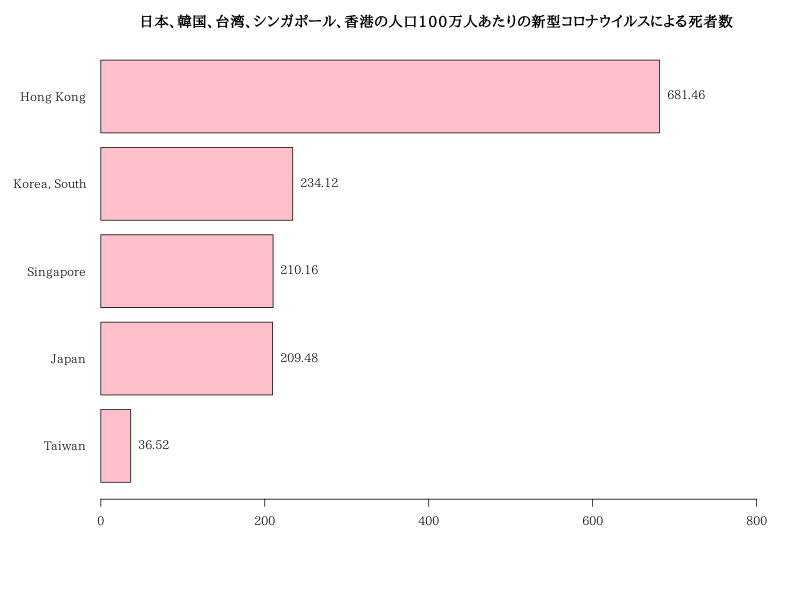 日本、韓国、台湾、シンガポール、香港の人口100万人あたりの新型コロナウイルスによる死者数
Hong Kong 681.46
Korea, South 234.12
Singapore 210.16
Japan 209.48
Taiwan 36.52
0 200 400 600 800